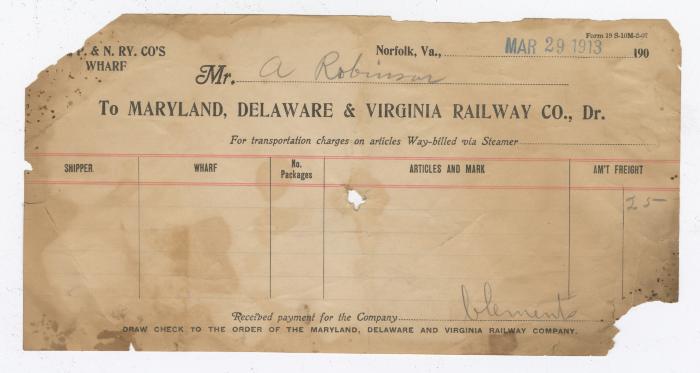 Form 19 S-10M-5-07
P. & N. RY. CO'S
WHARF
Norfolk, Va., MAR 29 1913 190
Mr. A Robinson
To MARYLAND, DELAWARE & VIRGINIA RAILWAY CO., Dr.
For transportation charges on articles Way-billed via Steamer
SHIPPER. WHARF No. Packages ARTICLES AND MARK AM'T FREIGHT
25
Received payment for the Company Clements
DRAW CHECK TO THE ORDER OF THE MARYLAND, DELAWARE AND VIRGINIA RAILWAY COMPANY.